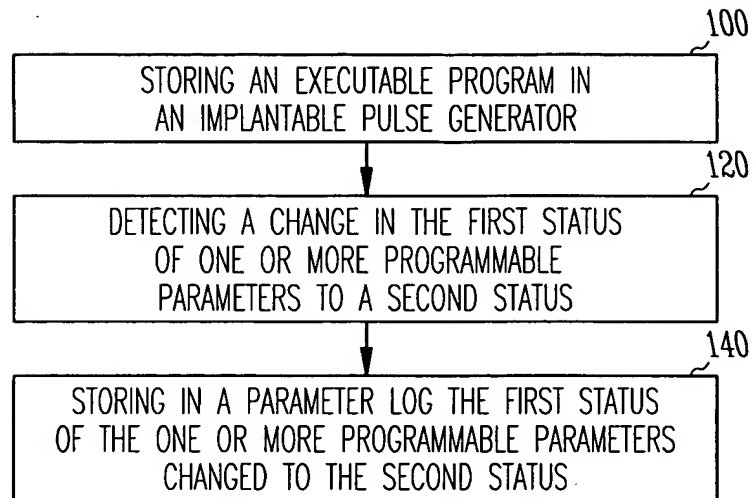 100
STORING AN EXECUTABLE PROGRAM IN
AN IMPLANTABLE PULSE GENERATOR
120
DETECTING A CHANGE IN THE FIRST STATUS
OF ONE OR MORE PROGRAMMABLE
PARAMETERS TO A SECOND STATUS
140
STORING IN A PARAMETER LOG THE FIRST STATUS
OF THE ONE OR MORE PROGRAMMABLE PARAMETERS
CHANGED TO THE SECOND STATUS